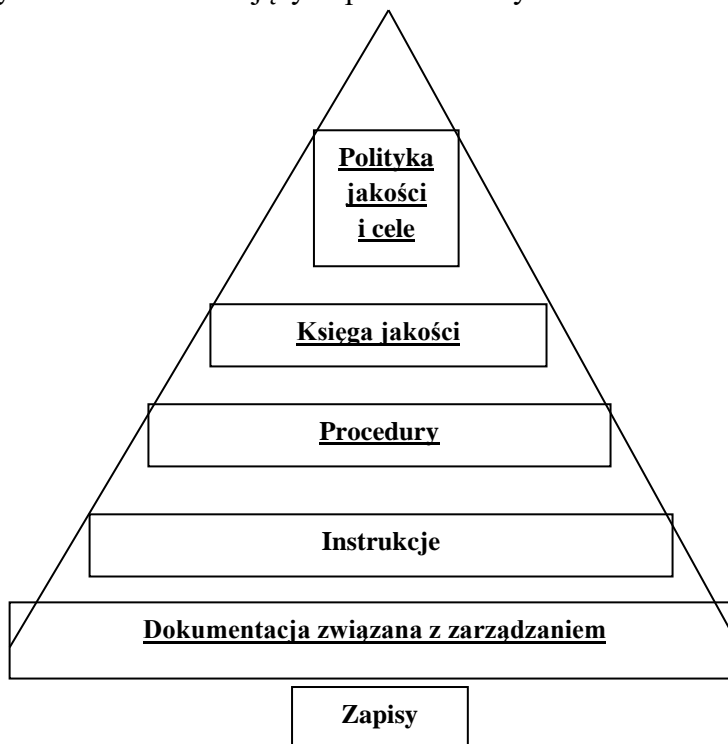 Polityka
jakości
i cele
Księga jakości
Procedury
Instrukcje
Dokumentacja związana z zarządzaniem
Zapisy